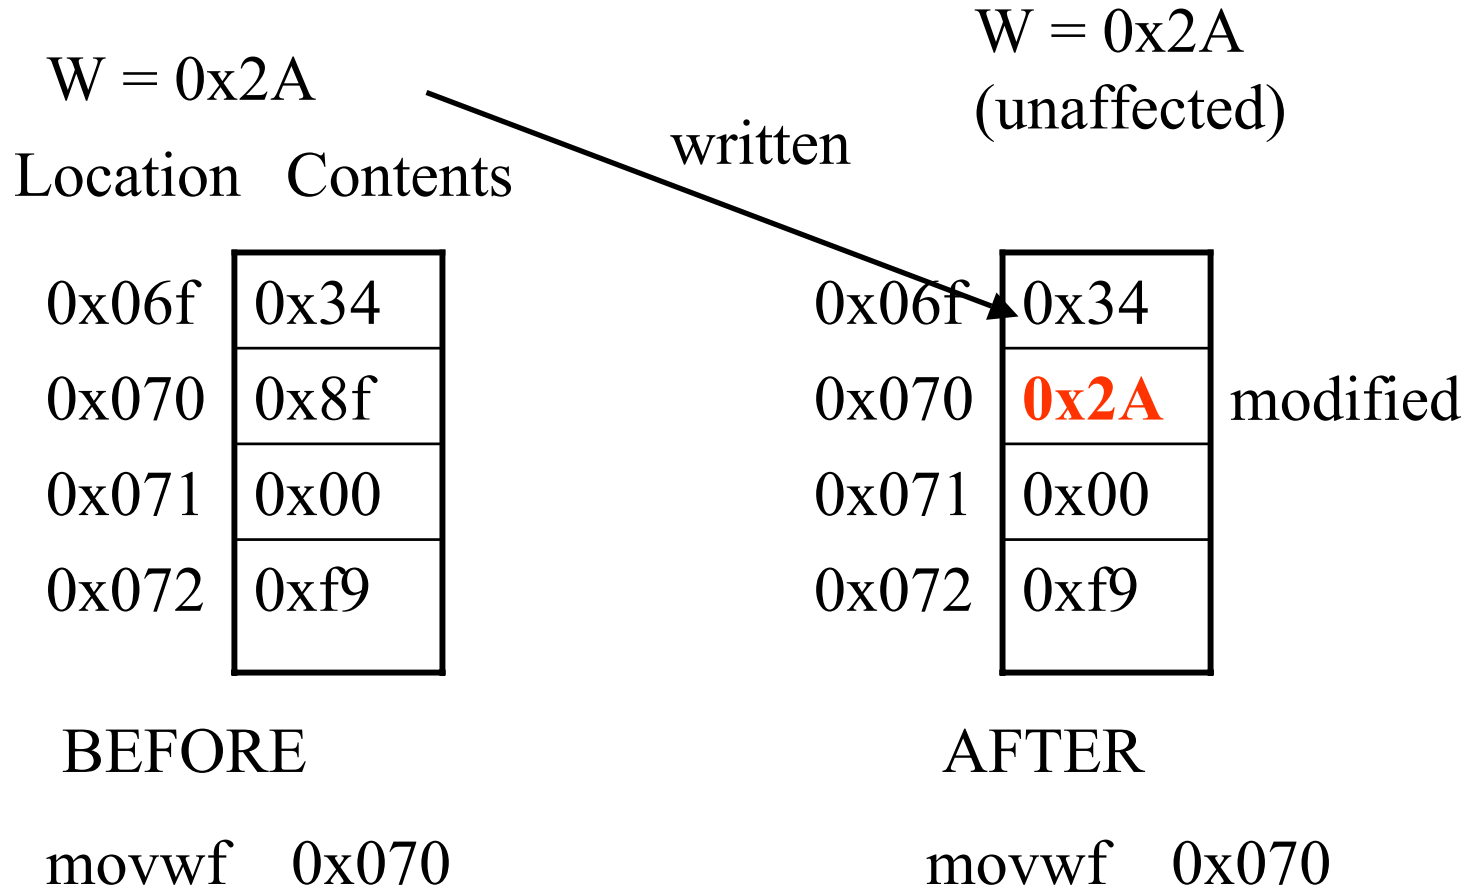 W = 0x2A
(unaffected)
W = 0x2A
written
Location Contents
0x06f 0x34
0x070 0x8f
0x071 0x00
0x072 0xf9
0x06f 0x34
0x070 0x2A modified
0x071 0x00
0x072 0xf9
BEFORE
AFTER
movwf 0x070
movwf 0x070